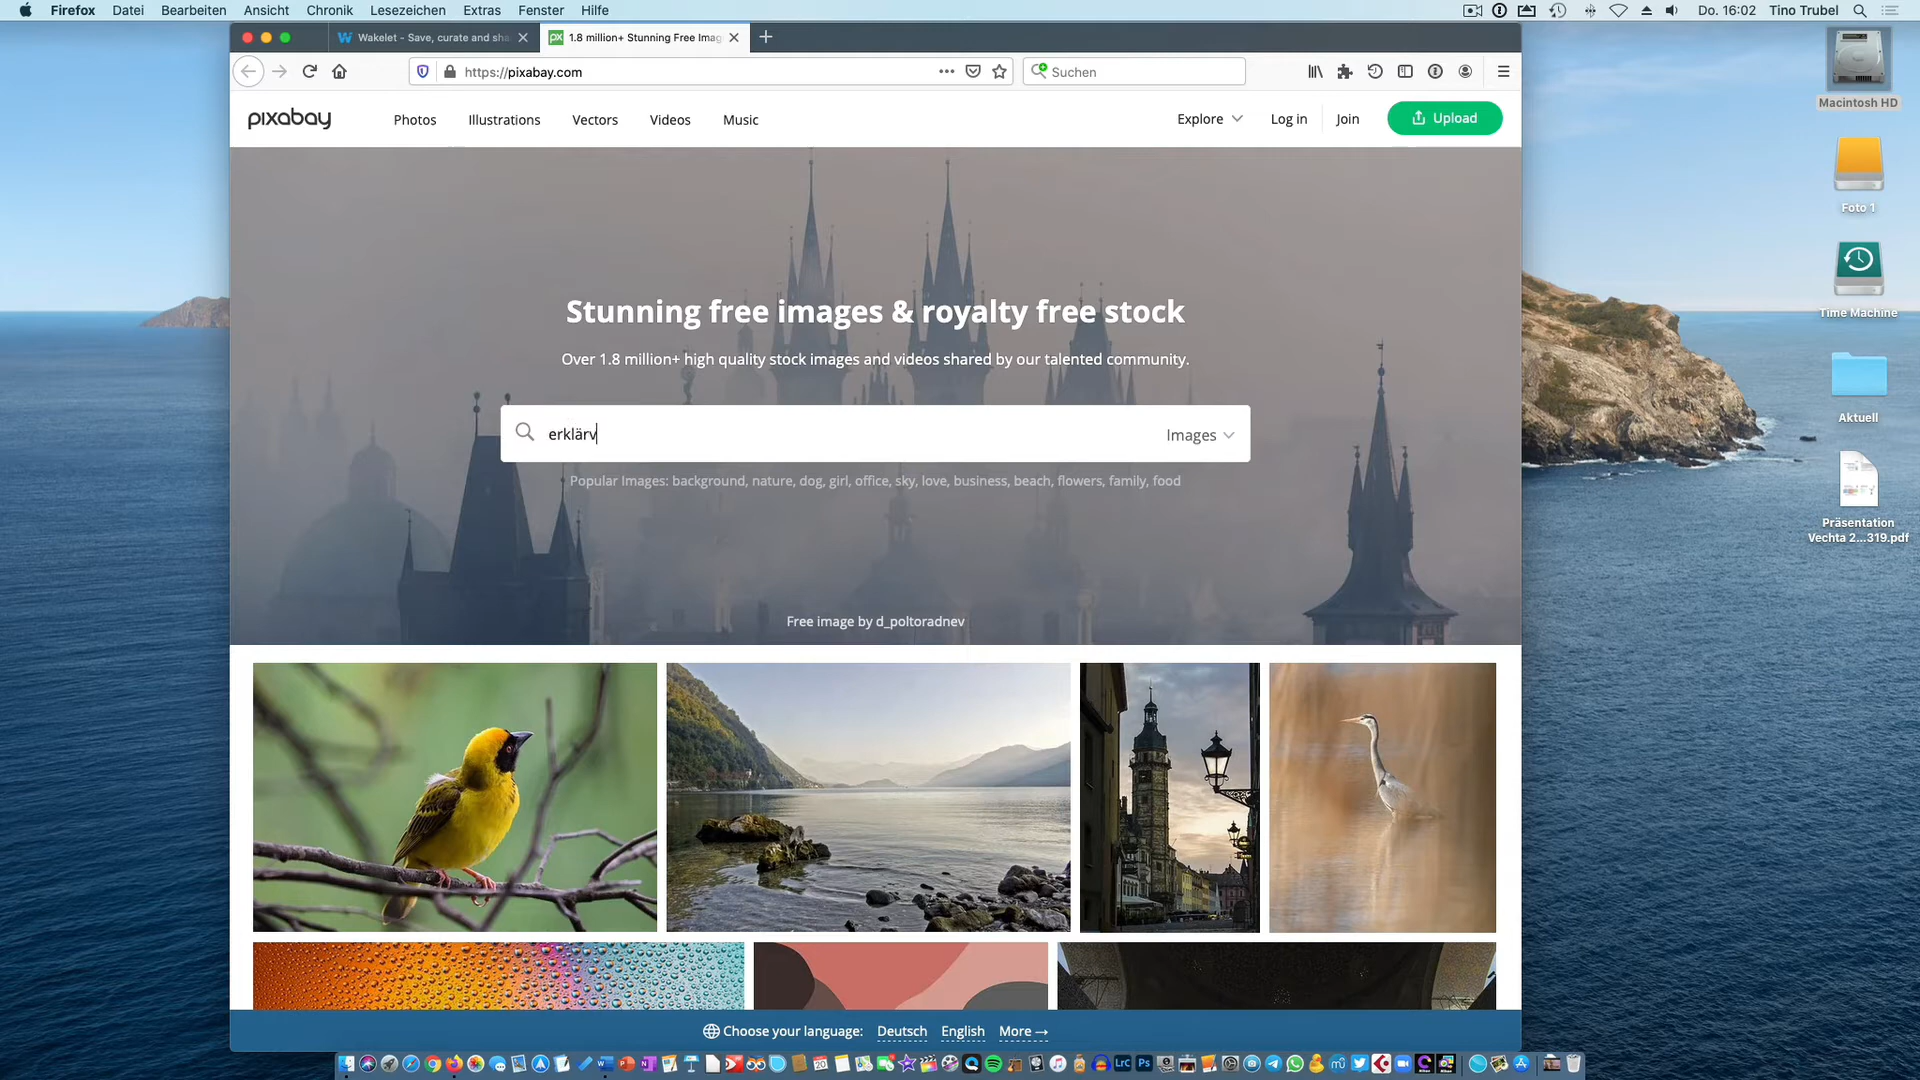 Firefox Datei Bearbeiten Ansicht Chronik Lesezeichen Extras Fenster Hilfe Do. 16:02 Tino Trubel
Wakelet - Save, curate and sha 1.8 million+ Stunning Free Imag
https://pixabay.com Suchen
pixabay Photos Illustrations Vectors Videos Music Explore Log in Join Upload
Stunning free images & royalty free stock
Over 1.8 million+ high quality stock images and videos shared by our talented community.
erklärv Images
Popular Images: background, nature, dog, girl, office, sky, love, business, beach, flowers, family, food
Free image by d_poltoradnev
Choose your language: Deutsch English More →
Macintosh HD
Foto 1
Time Machine
Aktuell
Präsentation
Vechta 2...319.pdf